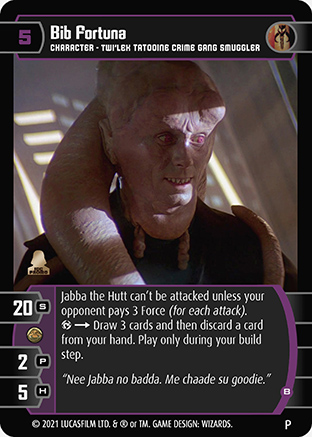 5
Bib Fortuna
CHARACTER - TWI'LEK TATOOINE CRIME GANG SMUGGLER
20 S
2 P
5 H
Jabba the Hutt can't be attacked unless your
opponent pays 3 Force (for each attack).
Draw 3 cards and then discard a card
from your hand. Play only during your build
step.
"Nee Jabba no badda. Me chaade su goodie."
B
© 2021 LUCASFILM LTD. & ® OR TM. GAME DESIGN: WIZARDS.
P